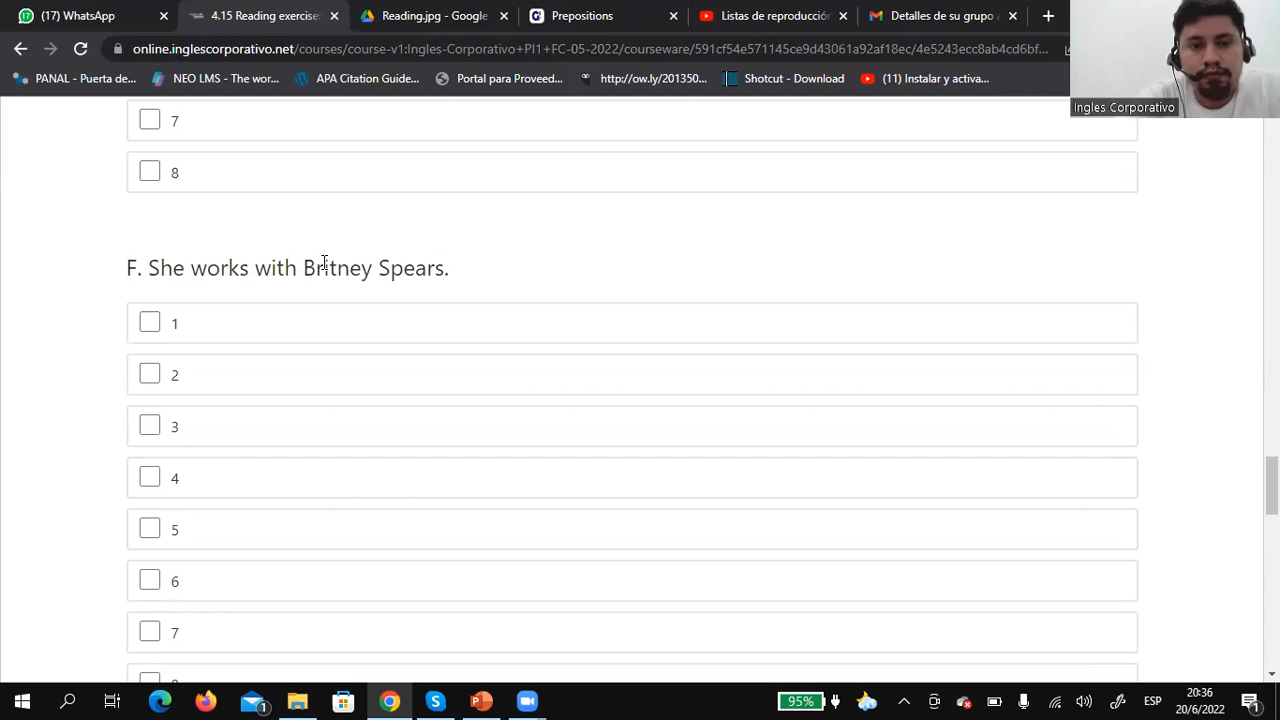 (17) WhatsApp
4.15 Reading exercise:
Reading.jpg - Google
Prepositions
Listas de reproducció
Detalles de su grupo
online.inglescorporativo.net/courses/course-v1:Ingles-Corporativo+PI1+FC-05-2022/courseware/591cf54e571145ce9d43061a92af18ec/4e5243ecc8ab4cd6bf...
PANAL - Puerta de...
NEO LMS - The wor...
APA Citation Guide...
Portal para Proveed...
http://ow.ly/201350...
Shotcut - Download
(11) Instalar y activa...
Ingles Corporativo
7
8
F. She works with Britney Spears.
1
2
3
4
5
6
7
95%
ESP
20:36
20/6/2022